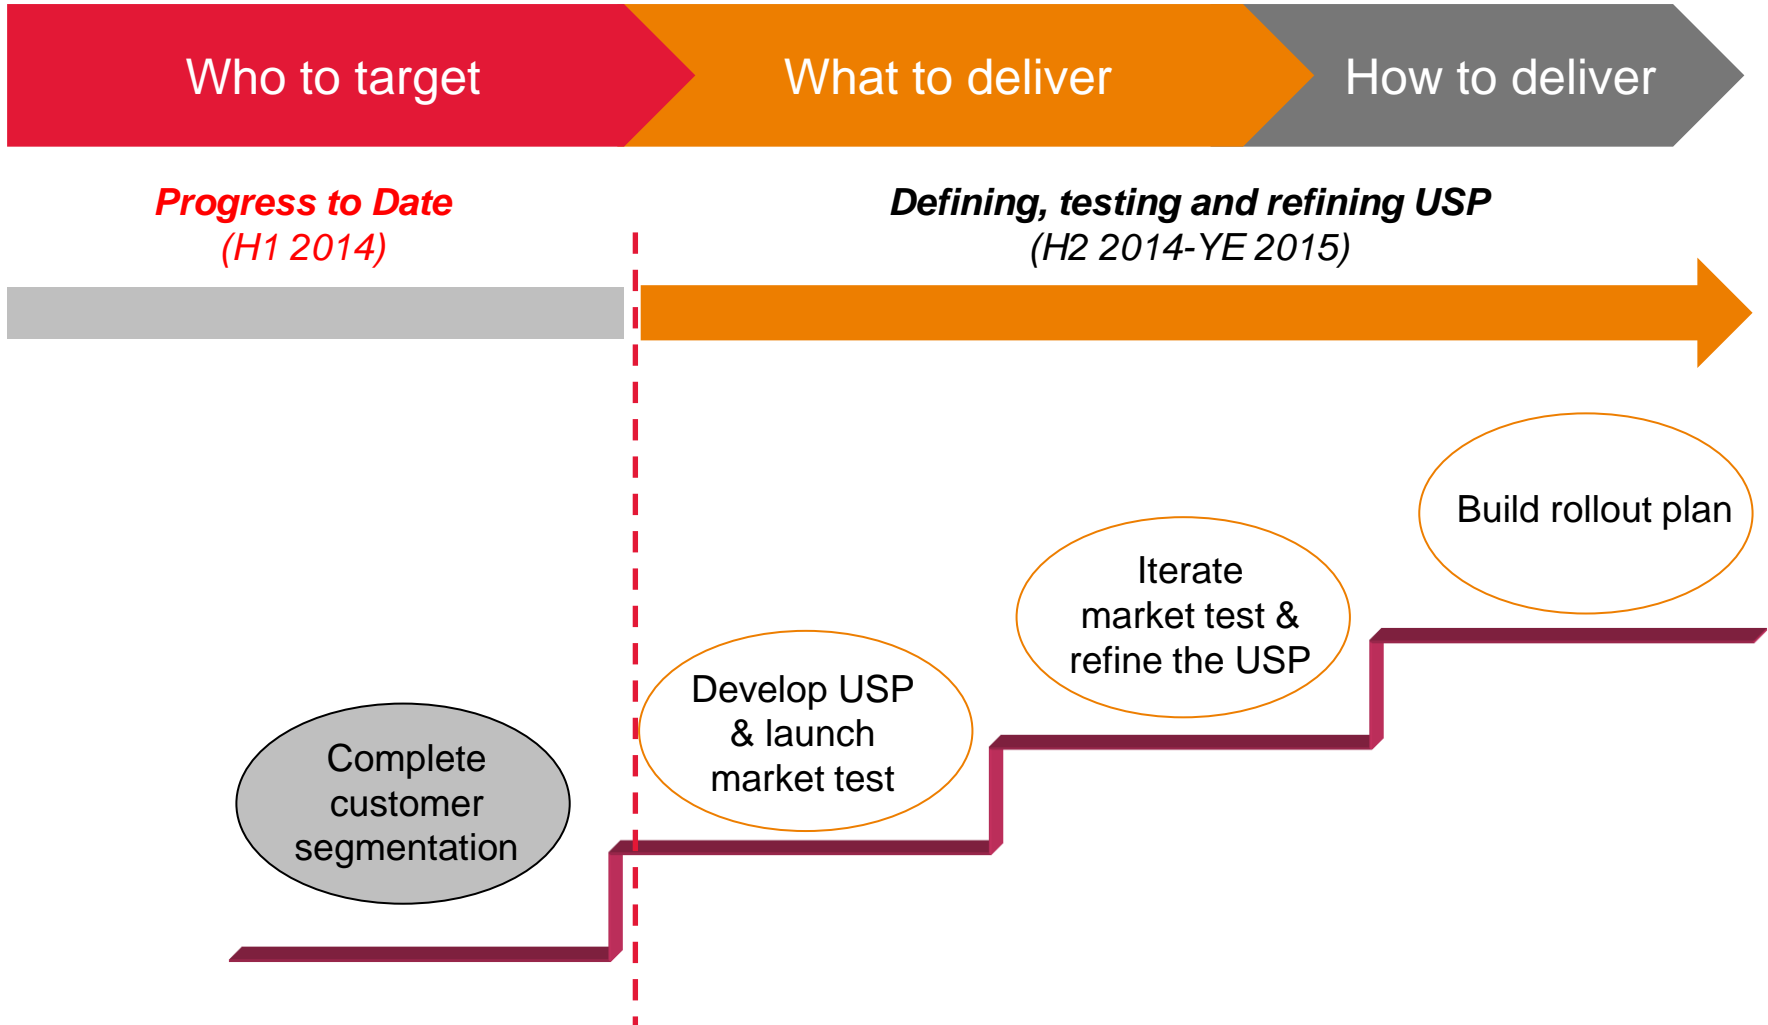 Who to target
What to deliver
How to deliver
Progress to Date
(H1 2014)
Defining, testing and refining USP
(H2 2014-YE 2015)
Complete
customer
segmentation
Develop USP
& launch
market test
Iterate
market test &
refine the USP
Build rollout plan